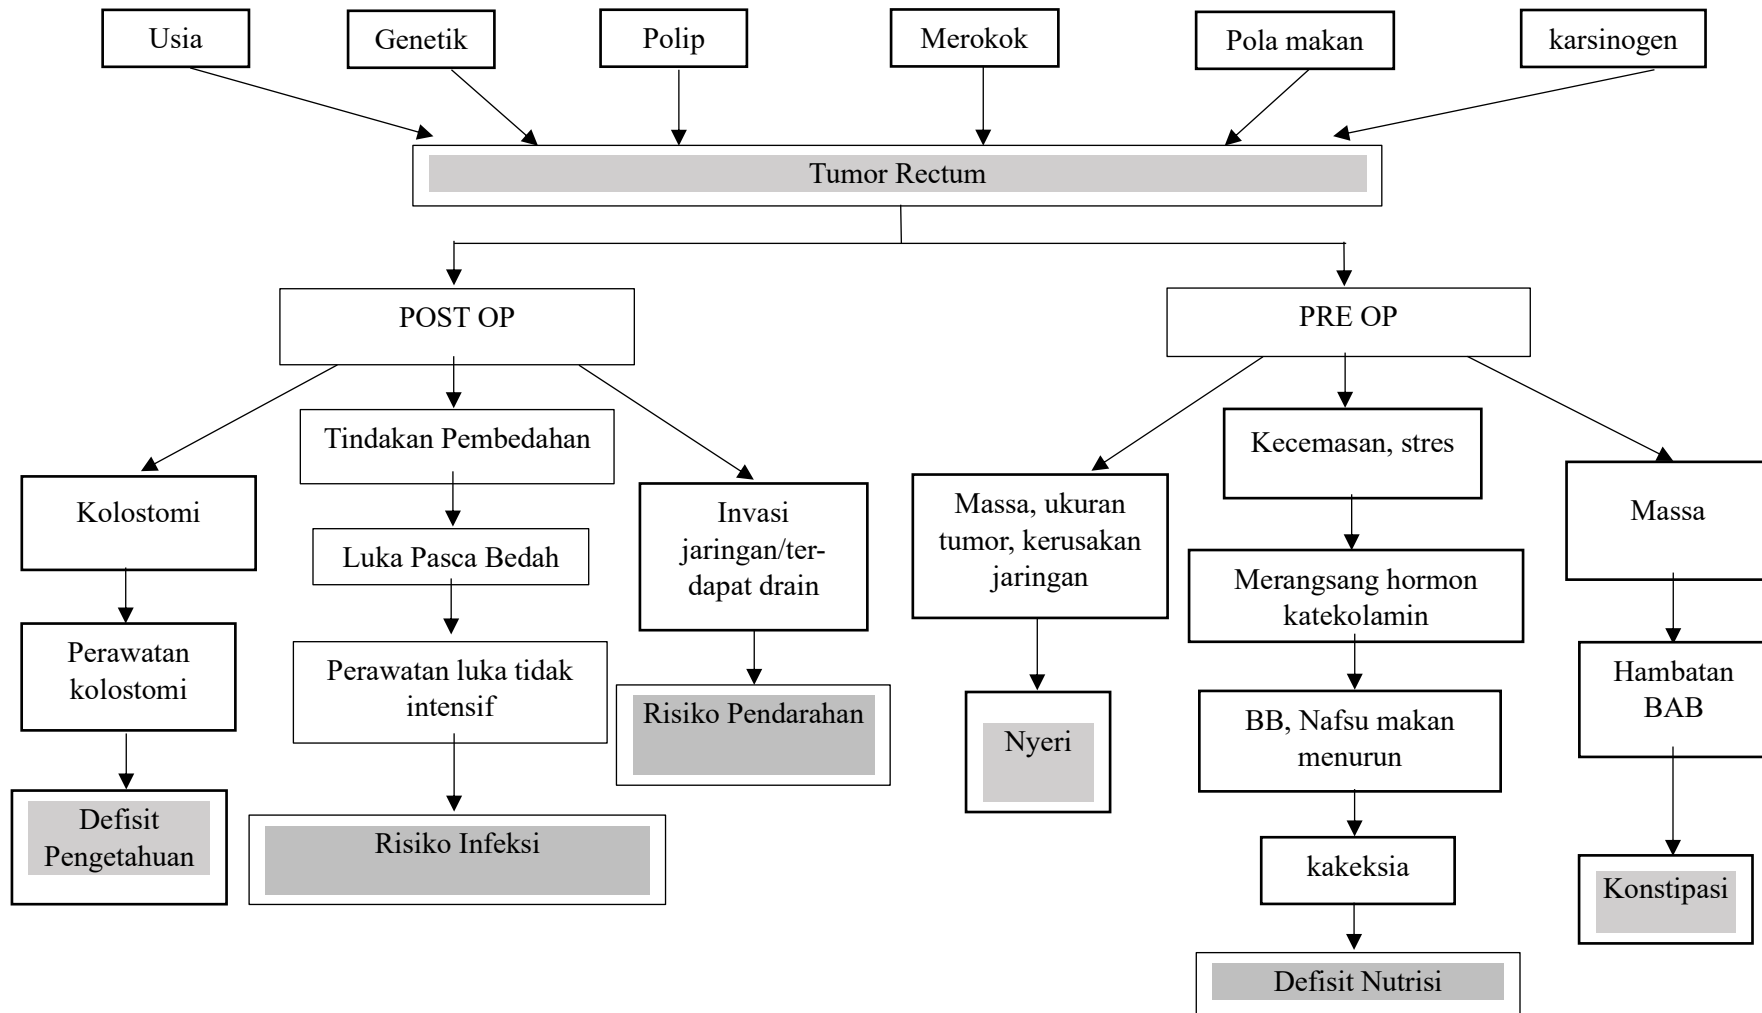 Usia
Genetik
Polip
Merokok
Pola makan
karsinogen
Tumor Rectum
POST OP
PRE OP
Kolostomi
Perawatan
kolostomi
Defisit
Pengetahuan
Tindakan Pembedahan
Luka Pasca Bedah
Perawatan luka tidak
intensif
Risiko Infeksi
Invasi
jaringan/ter-
dapat drain
Risiko Pendarahan
Massa, ukuran
tumor, kerusakan
jaringan
Nyeri
Kecemasan, stres
Merangsang hormon
katekolamin
BB, Nafsu makan
menurun
kakeksia
Defisit Nutrisi
Massa
Hambatan
BAB
Konstipasi